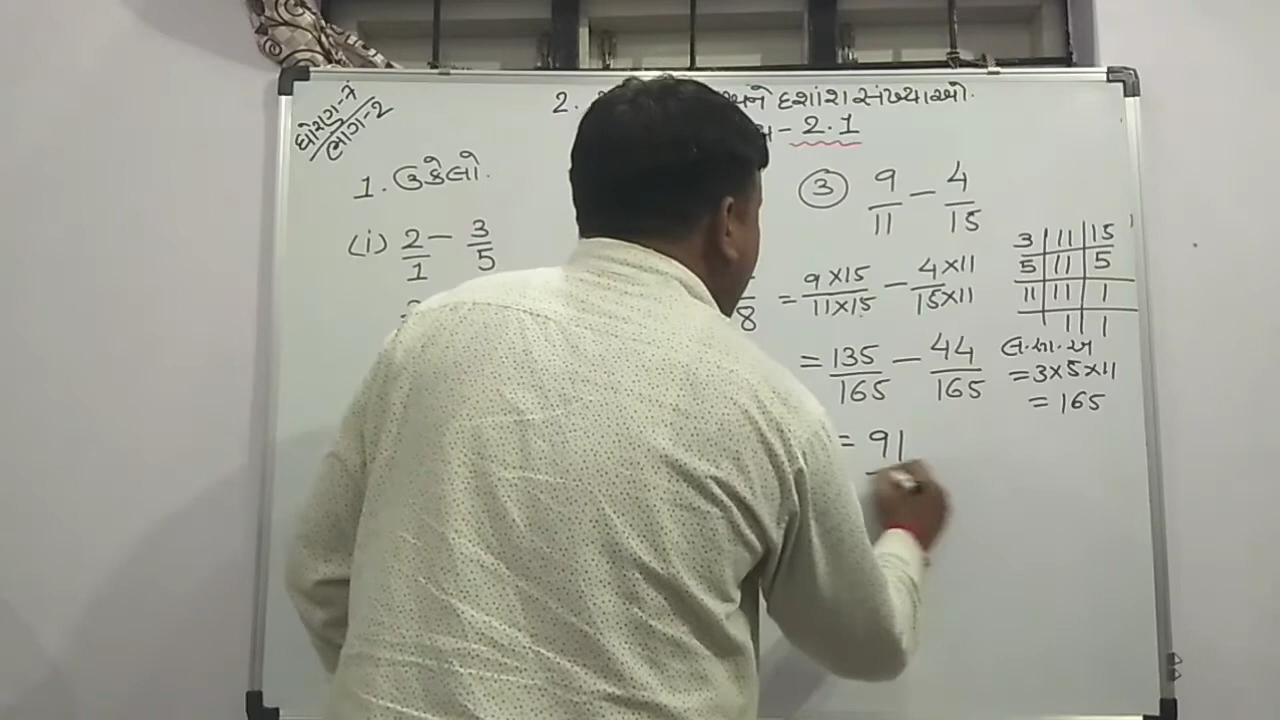 ધોરણ-7
ભાગ-2
2. અને દશાંશ સંખ્યાઓ.
- 2.1
1. ઉકેલો.
(i) 2/1 - 3/5
8
③ 9/11 - 4/15
= 9×15/11×15 - 4×11/15×11
= 135/165 - 44/165
= 91
3 | 11 | 15
5 | 11 | 5
11 | 11 | 1
1 | 1
લ.સા.અ
= 3×5×11
= 165